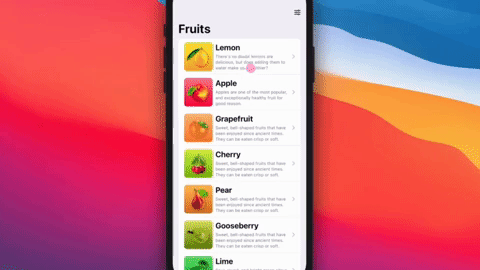 Fruits
Lemon
There is no doubt lemons are
delicious, but does adding them to
water make you
Apple
Apples are one of the most popular,
and exceptionally healthy fruit for
good reason.
Grapefruit
Sweet, bell-shaped fruits that have
been enjoyed since ancient times.
They can be eaten crisp or soft.
Cherry
Sweet, bell-shaped fruits that have
been enjoyed since ancient times.
They can be eaten crisp or soft.
Pear
Sweet, bell-shaped fruits that have
been enjoyed since ancient times.
They can be eaten crisp or soft.
Gooseberry
Sweet, bell-shaped fruits that have
been enjoyed since ancient times.
They can be eaten crisp or soft.
Lime